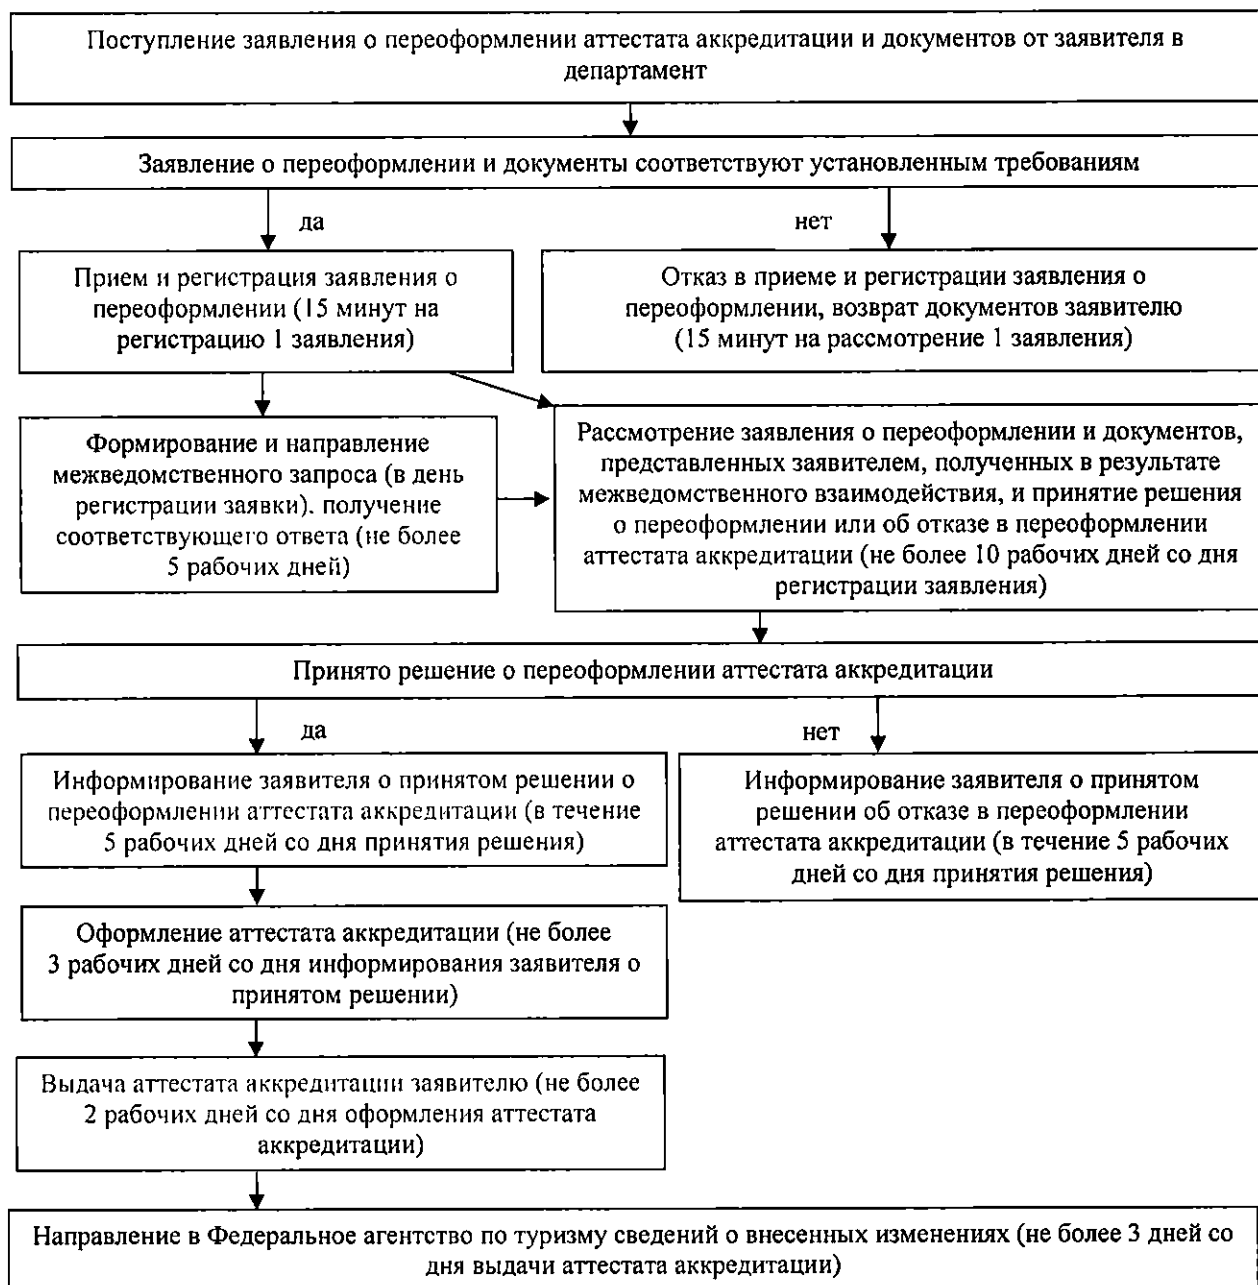 Поступление заявления о переоформлении аттестата аккредитации и документов от заявителя в
департамент
Заявление о переоформлении и документы соответствуют установленным требованиям
да
нет
Прием и регистрация заявления о
переоформлении (15 минут на
регистрацию 1 заявления)
Отказ в приеме и регистрации заявления о
переоформлении, возврат документов заявителю
(15 минут на рассмотрение 1 заявления)
Формирование и направление
межведомственного запроса (в день
регистрации заявки), получение
соответствующего ответа (не более
5 рабочих дней)
Рассмотрение заявления о переоформлении и документов,
представленных заявителем, полученных в результате
межведомственного взаимодействия, и принятие решения
о переоформлении или об отказе в переоформлении
аттестата аккредитации (не более 10 рабочих дней со дня
регистрации заявления)
Принято решение о переоформлении аттестата аккредитации
да
нет
Информирование заявителя о принятом решении о
переоформлении аттестата аккредитации (в течение
5 рабочих дней со дня принятия решения)
Информирование заявителя о принятом
решении об отказе в переоформлении
аттестата аккредитации (в течение 5 рабочих
дней со дня принятия решения)
Оформление аттестата аккредитации (не более
3 рабочих дней со дня информирования заявителя о
принятом решении)
Выдача аттестата аккредитации заявителю (не более
2 рабочих дней со дня оформления аттестата
аккредитации)
Направление в Федеральное агентство по туризму сведений о внесенных изменениях (не более 3 дней со
дня выдачи аттестата аккредитации)